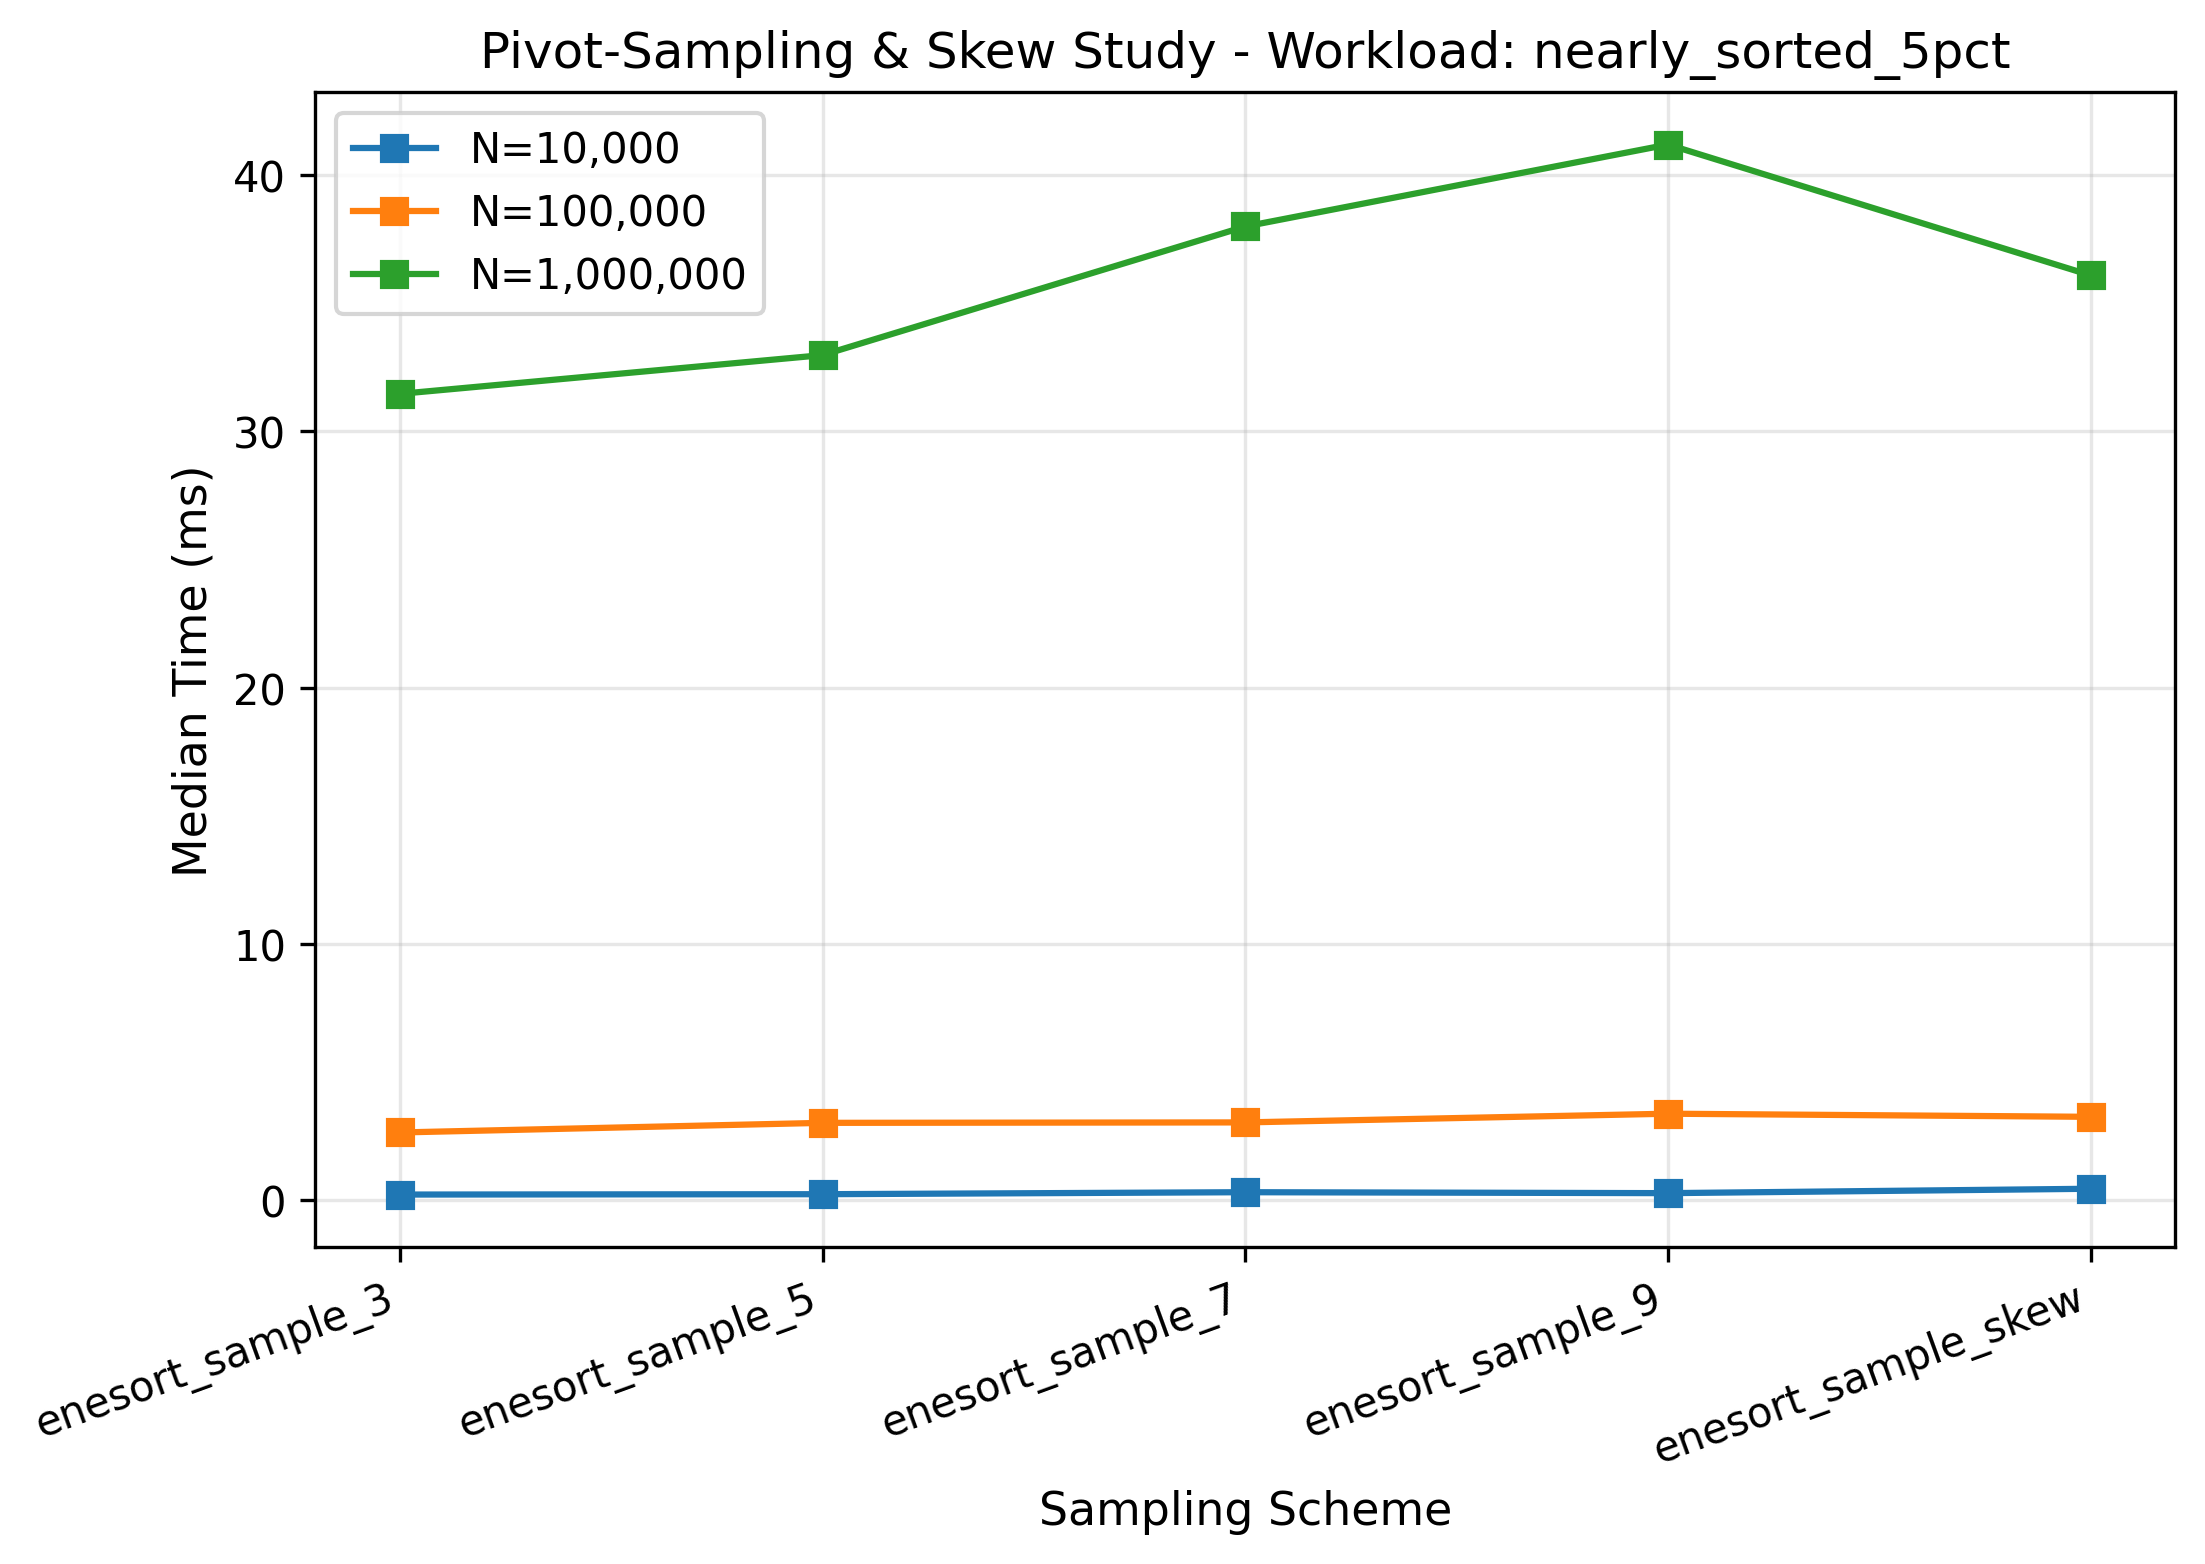 Pivot-Sampling & Skew Study - Workload: nearly_sorted_5pct
N=10,000
N=100,000
N=1,000,000
40
30
20
10
0
Median Time (ms)
enesort_sample_3
enesort_sample_5
enesort_sample_7
enesort_sample_9
enesort_sample_skew
Sampling Scheme